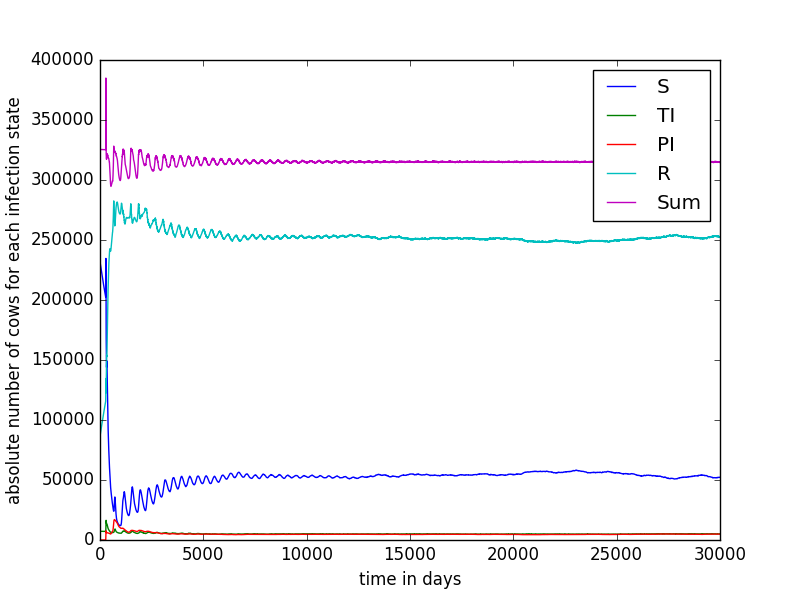 400000
350000
300000
250000
200000
150000
100000
50000
0
absolute number of cows for each infection state
0 5000 10000 15000 20000 25000 30000
time in days
S
TI
PI
R
Sum